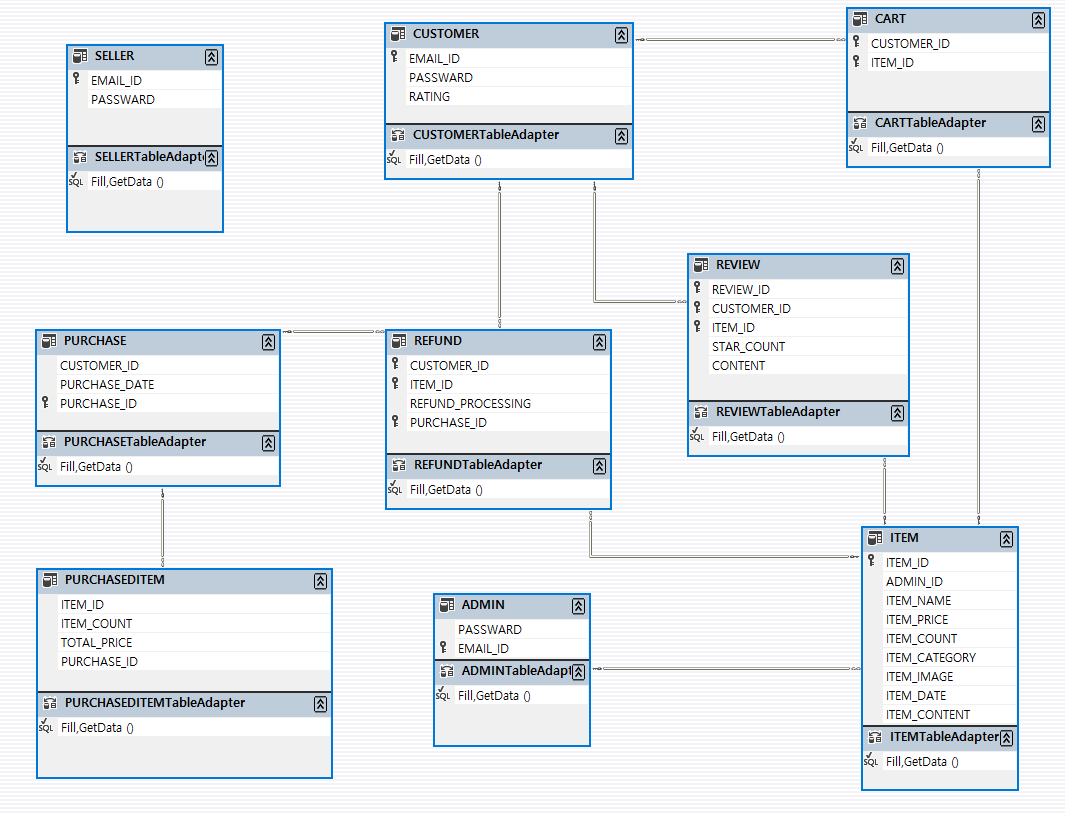 SELLER
EMAIL_ID
PASSWARD
SELLERTableAdapt
SQL Fill,GetData ()
CUSTOMER
EMAIL_ID
PASSWARD
RATING
CUSTOMERTableAdapter
SQL Fill,GetData ()
CART
CUSTOMER_ID
ITEM_ID
CARTTableAdapter
SQL Fill,GetData ()
REVIEW
REVIEW_ID
CUSTOMER_ID
ITEM_ID
STAR_COUNT
CONTENT
REVIEWTableAdapter
SQL Fill,GetData ()
PURCHASE
CUSTOMER_ID
PURCHASE_DATE
PURCHASE_ID
PURCHASETableAdapter
SQL Fill,GetData ()
REFUND
CUSTOMER_ID
ITEM_ID
REFUND_PROCESSING
PURCHASE_ID
REFUNDTableAdapter
SQL Fill,GetData ()
PURCHASEDITEM
ITEM_ID
ITEM_COUNT
TOTAL_PRICE
PURCHASE_ID
PURCHASEDITEMTableAdapter
SQL Fill,GetData ()
ADMIN
PASSWARD
EMAIL_ID
ADMINTableAdapt
SQL Fill,GetData ()
ITEM
ITEM_ID
ADMIN_ID
ITEM_NAME
ITEM_PRICE
ITEM_COUNT
ITEM_CATEGORY
ITEM_IMAGE
ITEM_DATE
ITEM_CONTENT
ITEMTableAdapter
SQL Fill,GetData ()